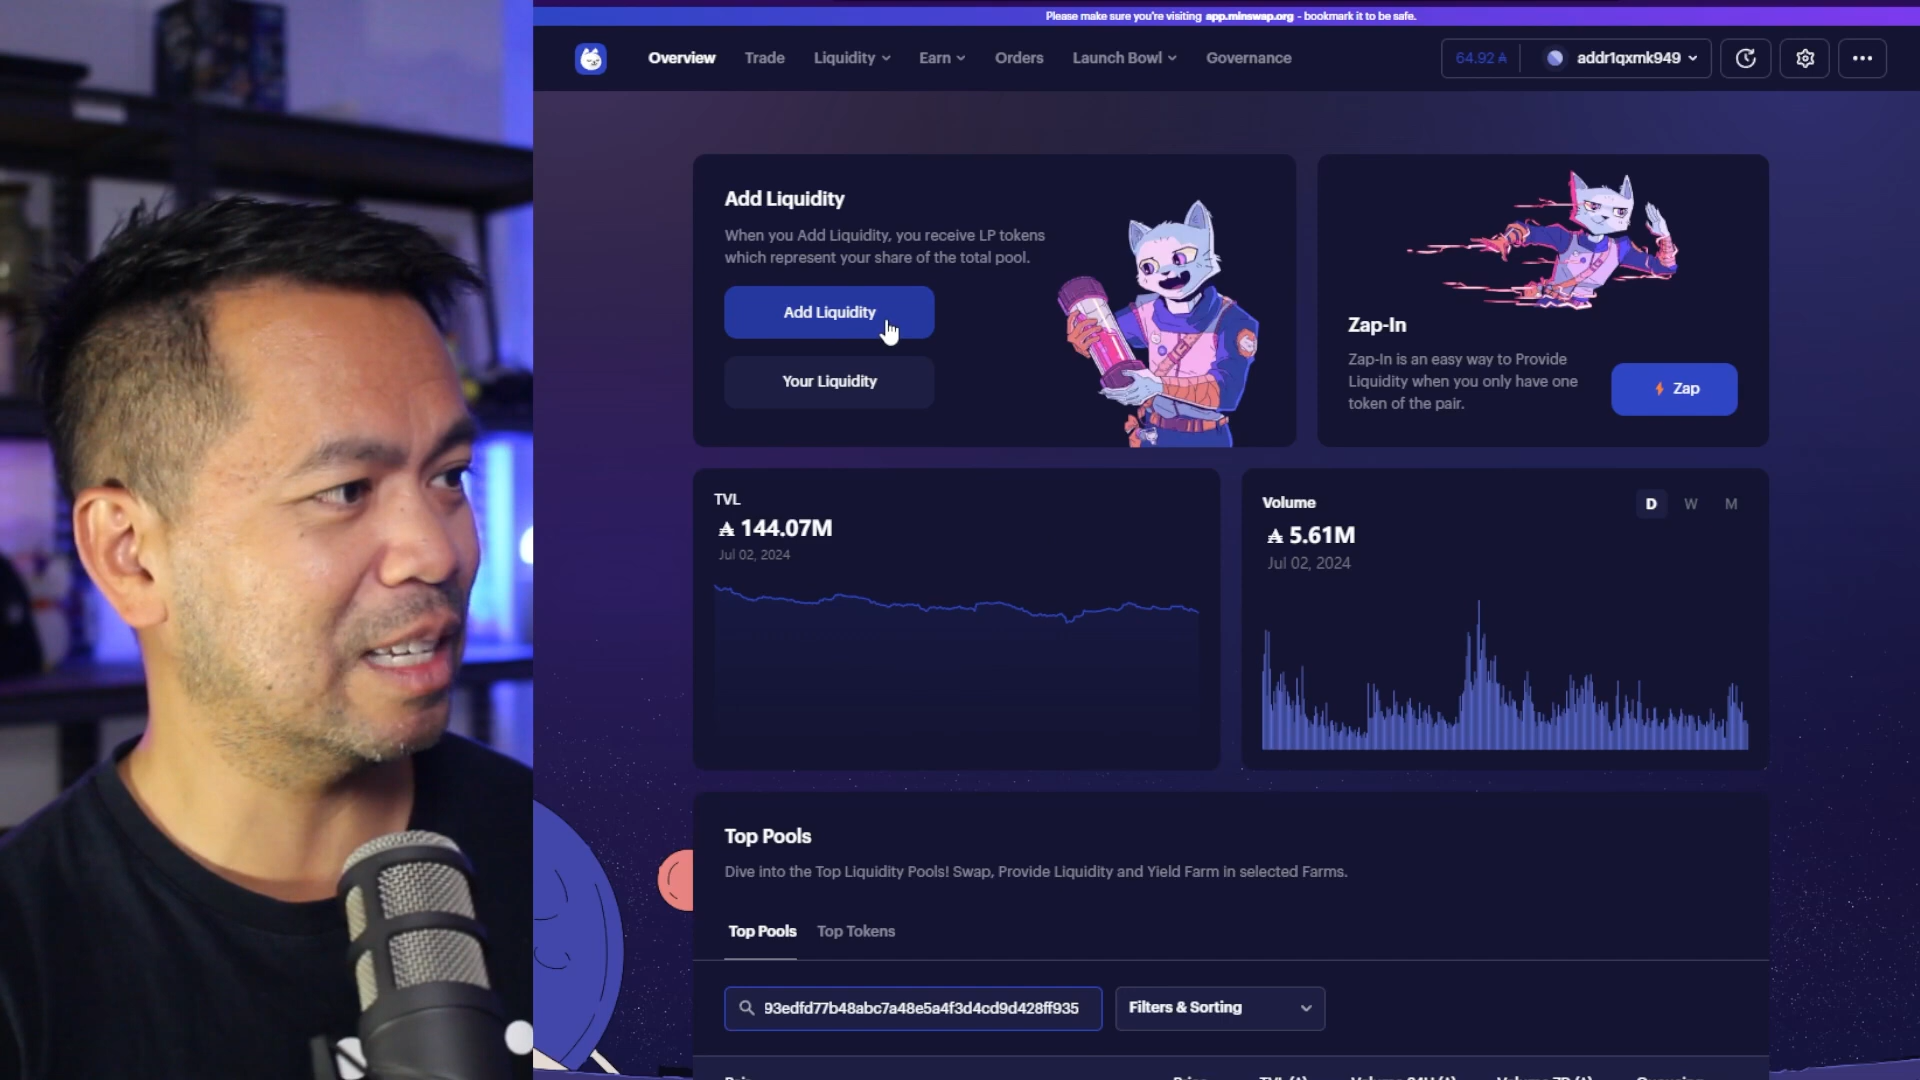 Please make sure you're visiting app.minswap.org - bookmark it to be safe.
Overview Trade Liquidity Earn Orders Launch Bowl Governance 64.92 ₳ addr1qxmk949
Add Liquidity
When you Add Liquidity, you receive LP tokens
which represent your share of the total pool.
Add Liquidity
Your Liquidity
Zap-In
Zap-In is an easy way to Provide
Liquidity when you only have one
token of the pair.
Zap
TVL
₳ 144.07M
Jul 02, 2024
Volume
D W M
₳ 5.61M
Jul 02, 2024
Top Pools
Dive into the Top Liquidity Pools! Swap, Provide Liquidity and Yield Farm in selected Farms.
Top Pools Top Tokens
93edfd77b48abc7a48e5a4f3d4cd9d428ff935
Filters & Sorting